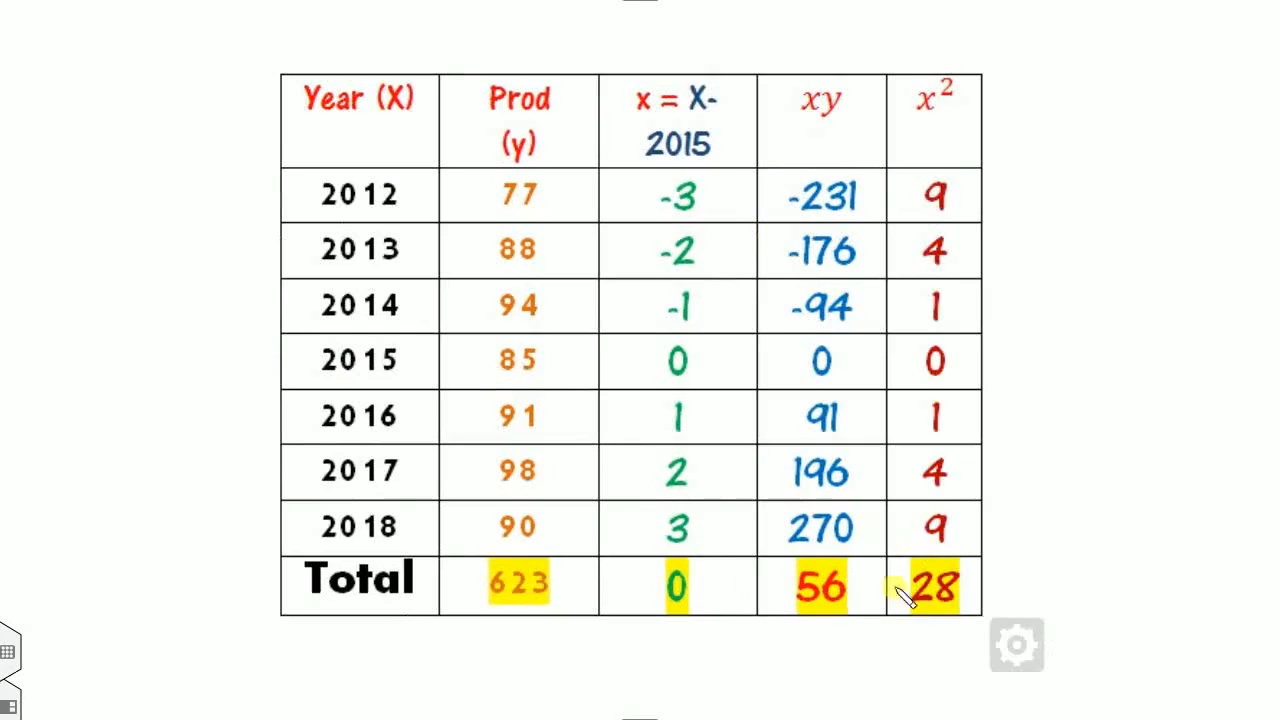 Year (X) Prod (y) x = X-2015 xy x²
2012 77 -3 -231 9
2013 88 -2 -176 4
2014 94 -1 -94 1
2015 85 0 0 0
2016 91 1 91 1
2017 98 2 196 4
2018 90 3 270 9
Total 623 0 56 28